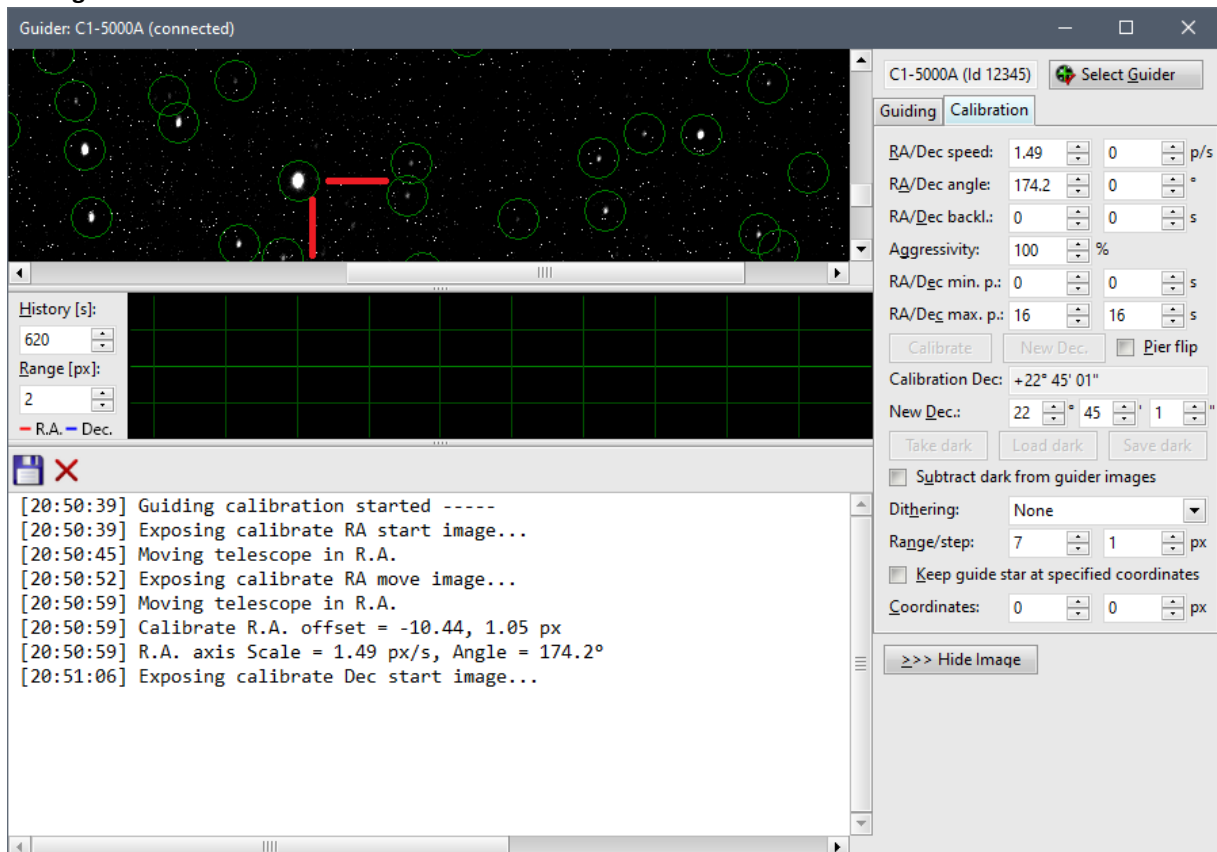 Guider: C1-5000A (connected)
C1-5000A (Id 12345) Select Guider
Guiding Calibration
RA/Dec speed: 1.49 0 p/s
RA/Dec angle: 174.2 0 °
RA/Dec backl.: 0 0 s
Aggressivity: 100 %
RA/Dec min. p.: 0 0 s
RA/Dec max. p.: 16 16 s
Calibrate New Dec. Pier flip
Calibration Dec: +22° 45' 01"
New Dec.: 22 ° 45 ' 1 "
Take dark Load dark Save dark
Subtract dark from guider images
Dithering: None
Range/step: 7 1 px
Keep guide star at specified coordinates
Coordinates: 0 0 px
>>> Hide Image
History [s]:
620
Range [px]:
2
R.A. Dec.
[20:50:39] Guiding calibration started -----
[20:50:39] Exposing calibrate RA start image...
[20:50:45] Moving telescope in R.A.
[20:50:52] Exposing calibrate RA move image...
[20:50:59] Moving telescope in R.A.
[20:50:59] Calibrate R.A. offset = -10.44, 1.05 px
[20:50:59] R.A. axis Scale = 1.49 px/s, Angle = 174.2°
[20:51:06] Exposing calibrate Dec start image...